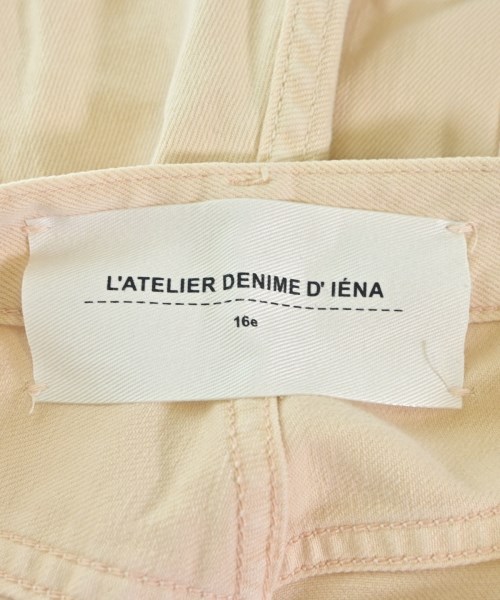 L'ATELIER DENIME D' IÉNA
16e